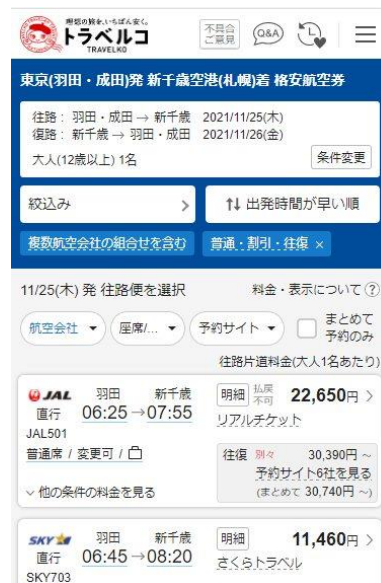 理想の旅を、いちばん安く。
トラベルコ
TRAVELKO
不具合
ご意見
Q&A
東京(羽田・成田)発 新千歳空港(札幌)着 格安航空券
往路: 羽田・成田 → 新千歳 2021/11/25(木)
復路: 新千歳 → 羽田・成田 2021/11/26(金)
大人(12歳以上) 1名
条件変更
絞込み >
↑↓ 出発時間が早い順
複数航空会社の組合せを含む
普通・割引・往復 ×
11/25(木) 発 往路便を選択
料金・表示について ?
航空会社 ▼
座席/... ▼
予約サイト ▼
まとめて
予約のみ
往路片道料金(大人1名あたり)
JAL 羽田 新千歳 明細 払戻不可 22,650円 >
直行 06:25 → 07:55 リアルチケット
JAL501
普通席 / 変更可 /
往復 別々 30,390円 ~
予約サイト6社を見る
(まとめて 30,740円 ~)
他の条件の料金を見る
SKY 羽田 新千歳 明細 11,460円 >
直行 06:45 → 08:20 さくらトラベル
SKY703